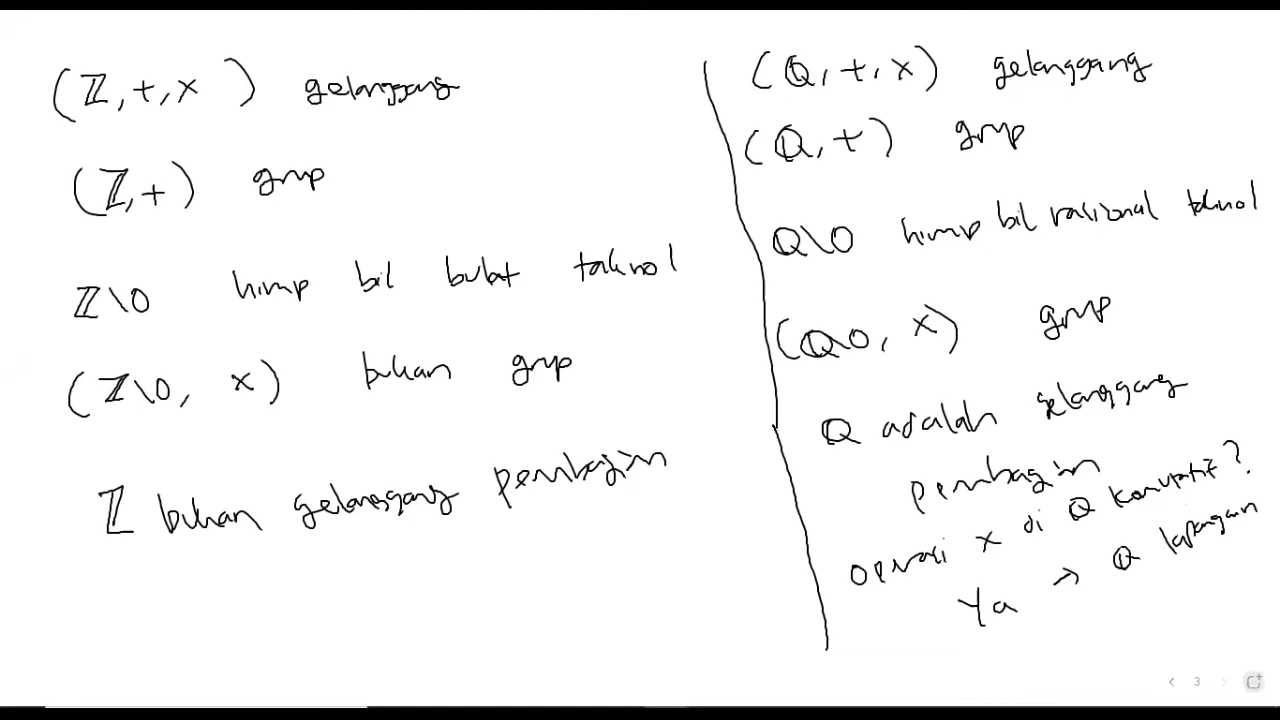 (ℤ, +, x) gelanggang
(ℤ, +) grup
ℤ\0 himp bil bulat taknol
(ℤ\0, x) bukan grup
ℤ bukan gelanggang pembagian
(ℚ, +, x) gelanggang
(ℚ, +) grup
ℚ\0 himp bil rasional taknol
(ℚ\0, x) grup
ℚ adalah gelanggang
pembagian
operasi x di ℚ komutatif?
Ya → ℚ lapangan
3